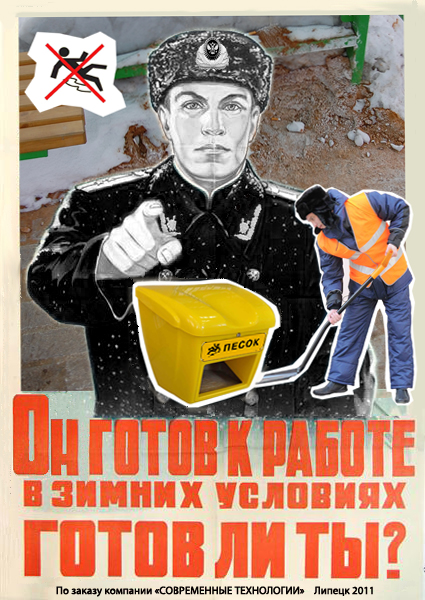 ПЕСОК
Он готов к работе
в зимних условиях
готов ли ты?
По заказу компании «СОВРЕМЕННЫЕ ТЕХНОЛОГИИ» Липецк 2011